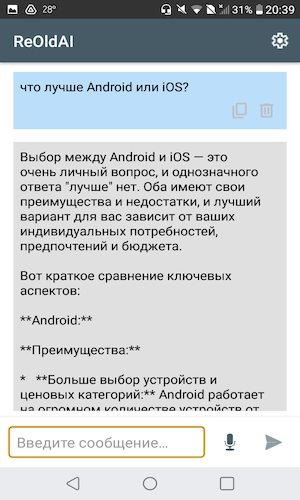 28° 31% 20:39
ReOldAI
что лучше Android или iOS?
Выбор между Android и iOS — это
очень личный вопрос, и однозначного
ответа "лучше" нет. Оба имеют свои
преимущества и недостатки, и лучший
вариант для вас зависит от ваших
индивидуальных потребностей,
предпочтений и бюджета.
Вот краткое сравнение ключевых
аспектов:
**Android:**
**Преимущества:**
* **Больше выбор устройств и
ценовых категорий:** Android работает
на огромном количестве устройств от
Введите сообщение...